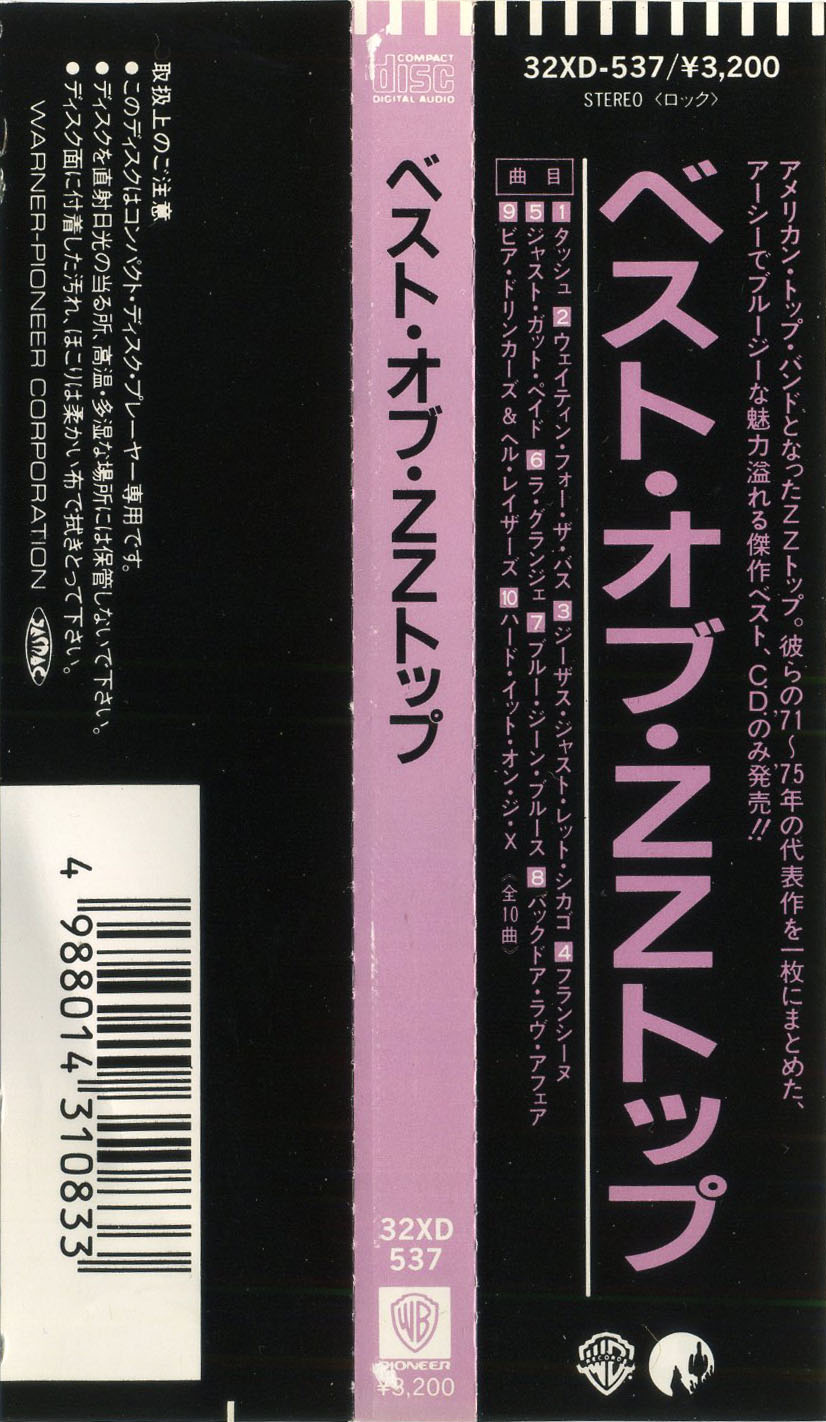 32XD-537/¥3,200
STEREO〈ロック〉
アメリカン・トップ・バンドとなったZZトップ。彼らの'71〜'75年の代表作を一枚にまとめた、
アーシーでブルージーな魅力溢れる傑作ベスト、C.D.のみ発売!!
ベスト・オブ・ZZトップ
曲目
1 タッシュ 2 ウェイティン・フォー・ザ・バス 3 ジーザス・ジャスト・レット・シカゴ 4 フランシーヌ
5 ジャスト・ガット・ペイド 6 ラ・グランジェ 7 ブルー・ジーン・ブルース 8 バックドア・ラヴ・アフェア
9 ビア・ドリンカーズ & ヘル・レイザーズ 10 ハード・イット・オン・ジ・X 〈全10曲〉
WB RECORDS
COMPACT
disc
DIGITAL AUDIO
ベスト・オブ・ZZトップ
32XD
537
WB
PIONEER
¥3,200
取扱上のご注意
●このディスクはコンパクト・ディスク・プレーヤー専用です。
●ディスクを直射日光の当る所、高温・多湿な場所には保管しないで下さい。
●ディスク面に付着した汚れ、ほこりは柔かい布で拭きとって下さい。
WARNER-PIONEER CORPORATION JASRAC
4 988014 310833